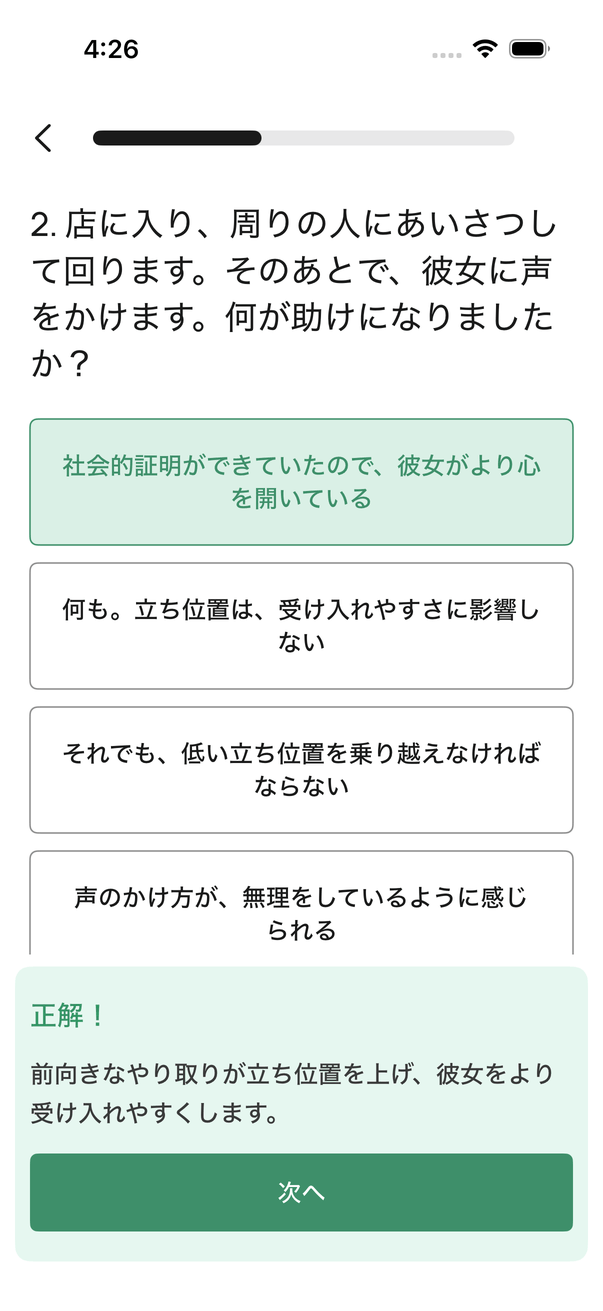 4:26
2. 店に入り、周りの人にあいさつし
て回ります。そのあとで、彼女に声
をかけます。何が助けになりました
か？
社会的証明ができていたので、彼女がより心
を開いている
何も。立ち位置は、受け入れやすさに影響し
ない
それでも、低い立ち位置を乗り越えなければ
ならない
声のかけ方が、無理をしているように感じ
られる
正解！
前向きなやり取りが立ち位置を上げ、彼女をより
受け入れやすくします。
次へ